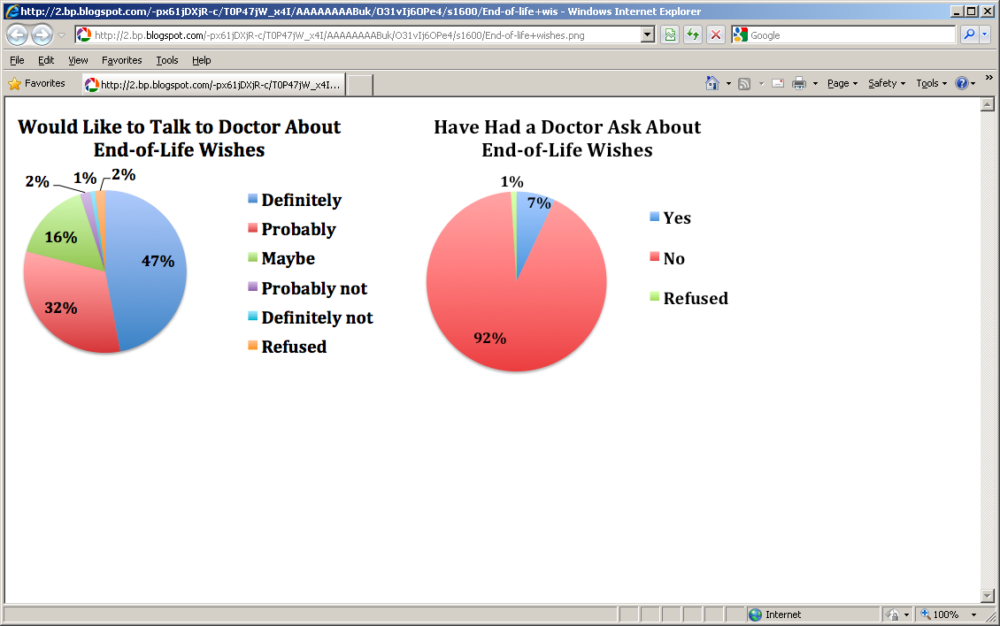 http://2.bp.blogspot.com/-px61jDXjR-c/T0P47jW_x4I/AAAAAAAABuk/O31vIj6OPe4/s1600/End-of-life+wis - Windows Internet Explorer
http://2.bp.blogspot.com/-px61jDXjR-c/T0P47jW_x4I/AAAAAAAABuk/O31vIj6OPe4/s1600/End-of-life+wishes.png
Google
File Edit View Favorites Tools Help
Favorites
http://2.bp.blogspot.com/-px61jDXjR-c/T0P47jW_x4I...
Page Safety Tools
Would Like to Talk to Doctor About
End-of-Life Wishes
2%
1%
2%
16%
47%
32%
Definitely
Probably
Maybe
Probably not
Definitely not
Refused
Have Had a Doctor Ask About
End-of-Life Wishes
1%
7%
92%
Yes
No
Refused
Internet
100%